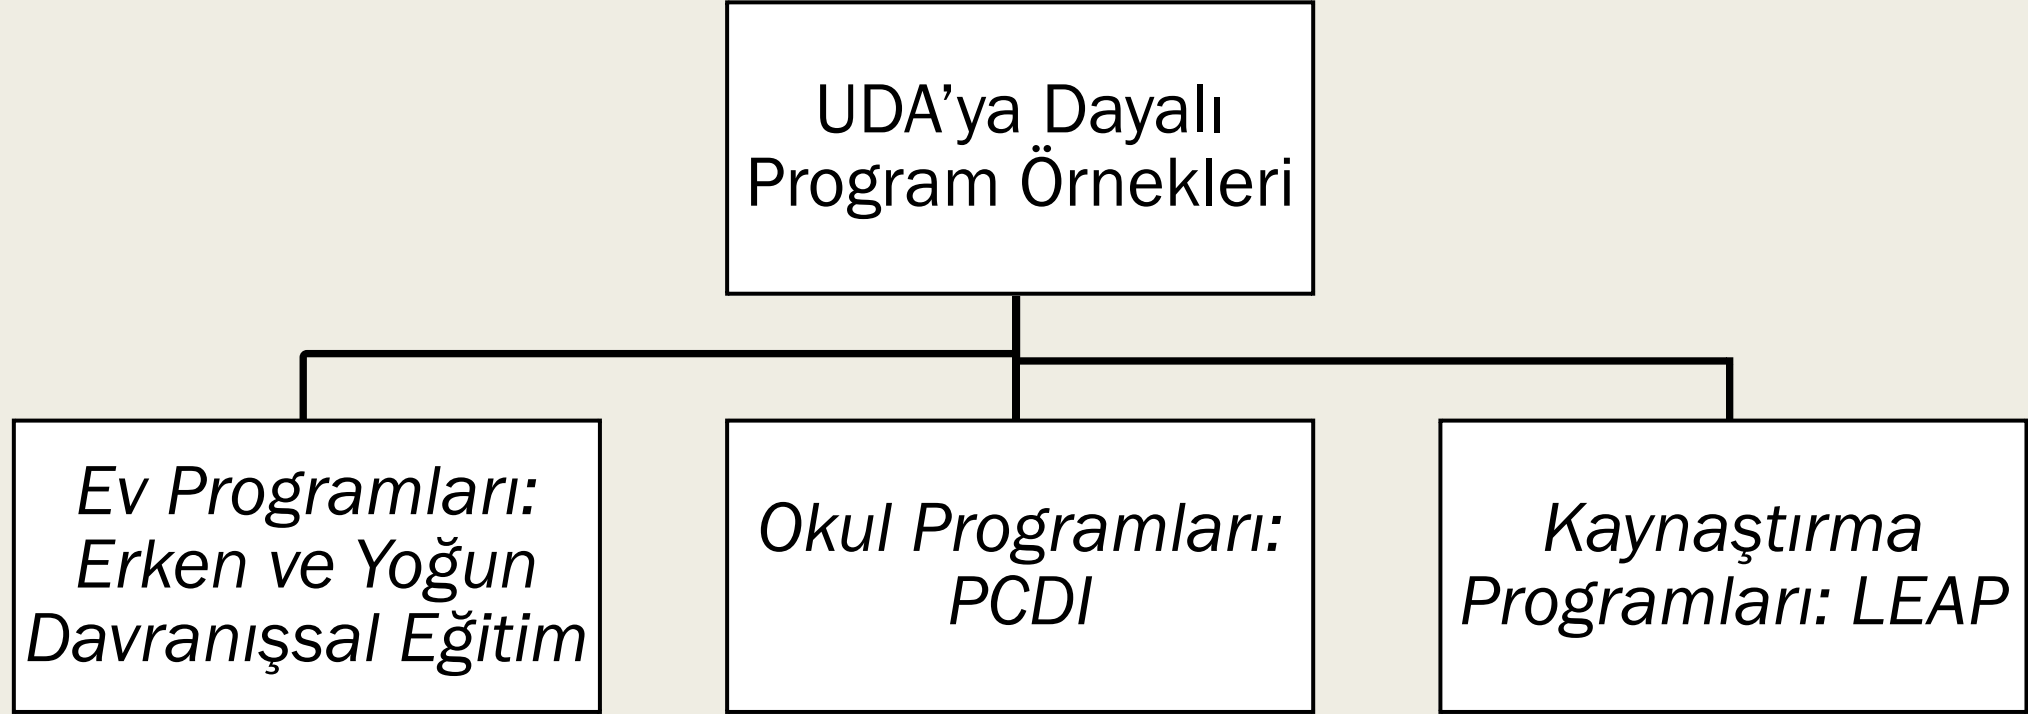 UDA’ya Dayalı
Program Örnekleri
Ev Programları:
Erken ve Yoğun
Davranışsal Eğitim
Okul Programları:
PCDI
Kaynaştırma
Programları: LEAP